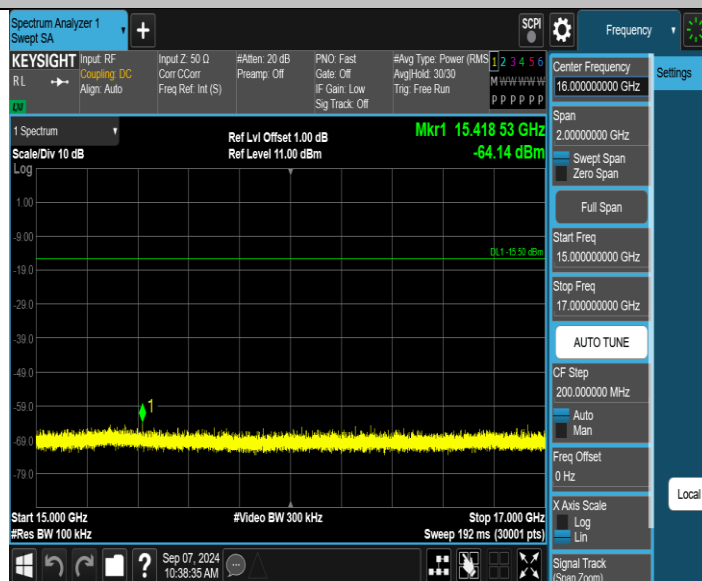 Spectrum Analyzer 1
Swept SA
+
SCPI
Frequency
KEYSIGHT
RL
LXI
Input: RF
Coupling: DC
Align: Auto
Input Z: 50 Ω
Corr CCorr
Freq Ref: Int (S)
#Atten: 20 dB
Preamp: Off
PNO: Fast
Gate: Off
IF Gain: Low
Sig Track: Off
#Avg Type: Power (RMS
Avg|Hold: 30/30
Trig: Free Run
1 2 3 4 5 6
M W W W W W
P P P P P P
1 Spectrum
Scale/Div 10 dB
Log
Ref Lvl Offset 1.00 dB
Ref Level 11.00 dBm
Mkr1 15.418 53 GHz
-64.14 dBm
1.00
-9.00
DL1 -15.50 dBm
-19.0
-29.0
-39.0
-49.0
-59.0
1
-69.0
-79.0
Start 15.000 GHz
#Video BW 300 kHz
Stop 17.000 GHz
#Res BW 100 kHz
Sweep 192 ms (30001 pts)
?
Sep 07, 2024
10:38:35 AM
Center Frequency
16.000000000 GHz
Settings
Span
2.00000000 GHz
Swept Span
Zero Span
Full Span
Start Freq
15.000000000 GHz
Stop Freq
17.000000000 GHz
AUTO TUNE
CF Step
200.000000 MHz
Auto
Man
Freq Offset
0 Hz
Local
X Axis Scale
Log
Lin
Signal Track
(Span Zoom)